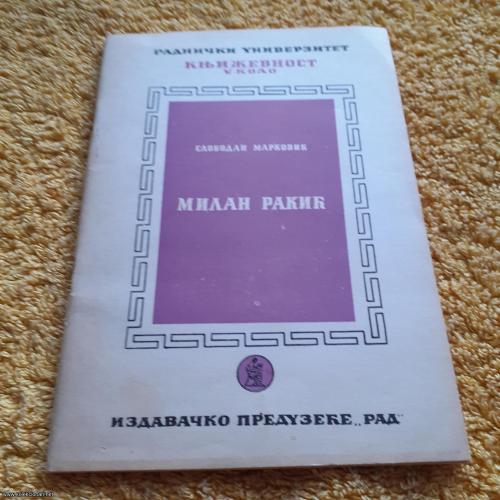 РАДНИЧКИ УНИВЕРЗИТЕТ
КЊИЖЕВНОСТ
У КОЛО
СЛОБОДАН МАРКОВИЋ
МИЛАН РАКИЋ
ИЗДАВАЧКО ПРЕДУЗЕЋЕ „РАД“